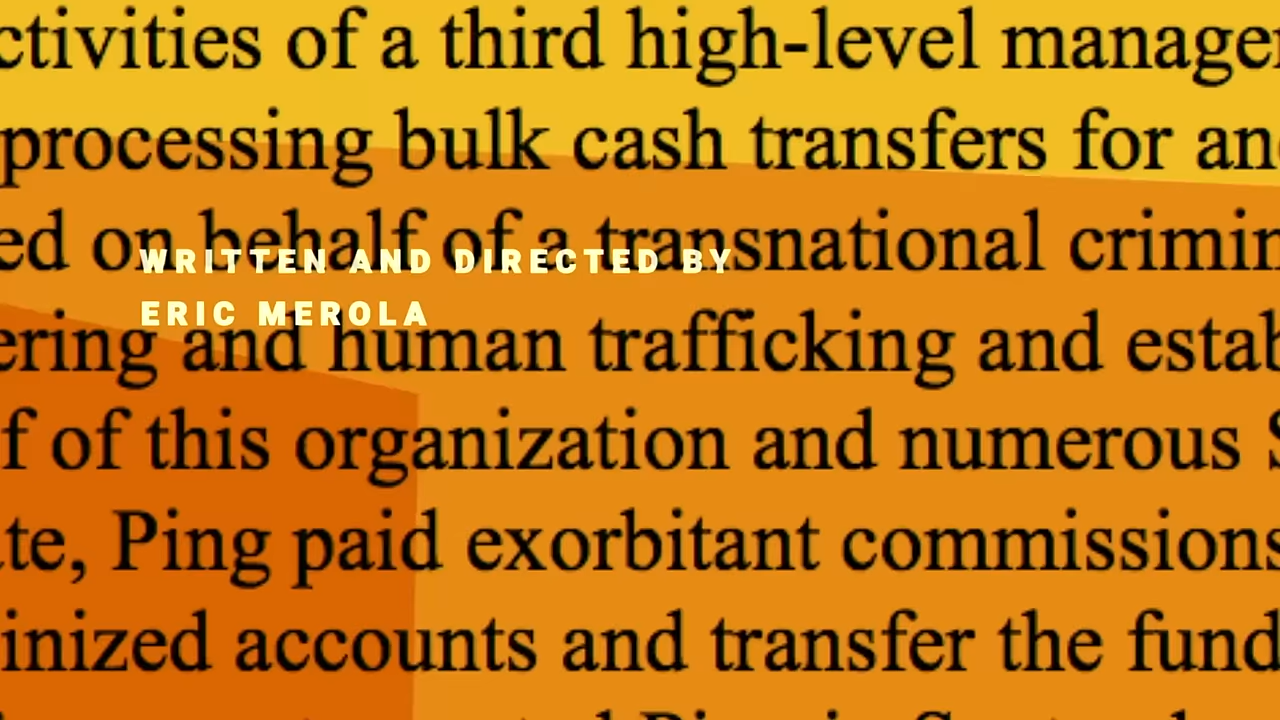 ctivities of a third high-level manager
processing bulk cash transfers for
ed on behalf of a transnational crimin
WRITTEN AND DIRECTED BY
ERIC MEROLA
ering and human trafficking and estab
f of this organization and numerous
te, Ping paid exorbitant commissions
inized accounts and transfer the fund